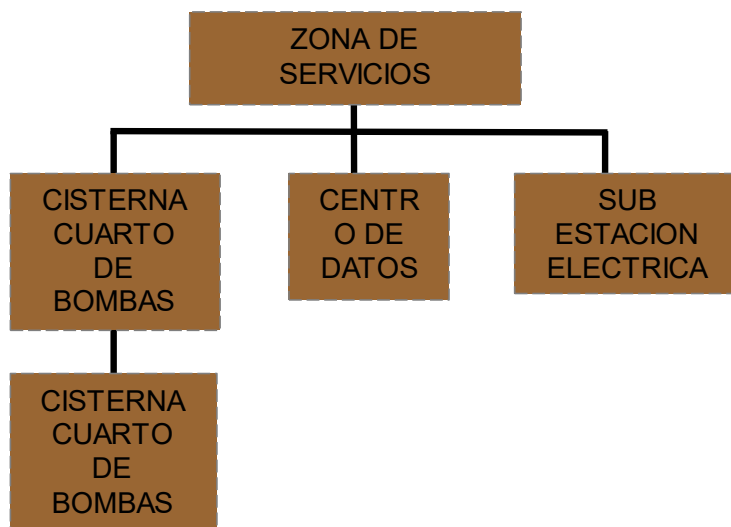 ZONA DE
SERVICIOS
CISTERNA
CUARTO
DE
BOMBAS
CENTR
O DE
DATOS
SUB
ESTACION
ELECTRICA
CISTERNA
CUARTO
DE
BOMBAS